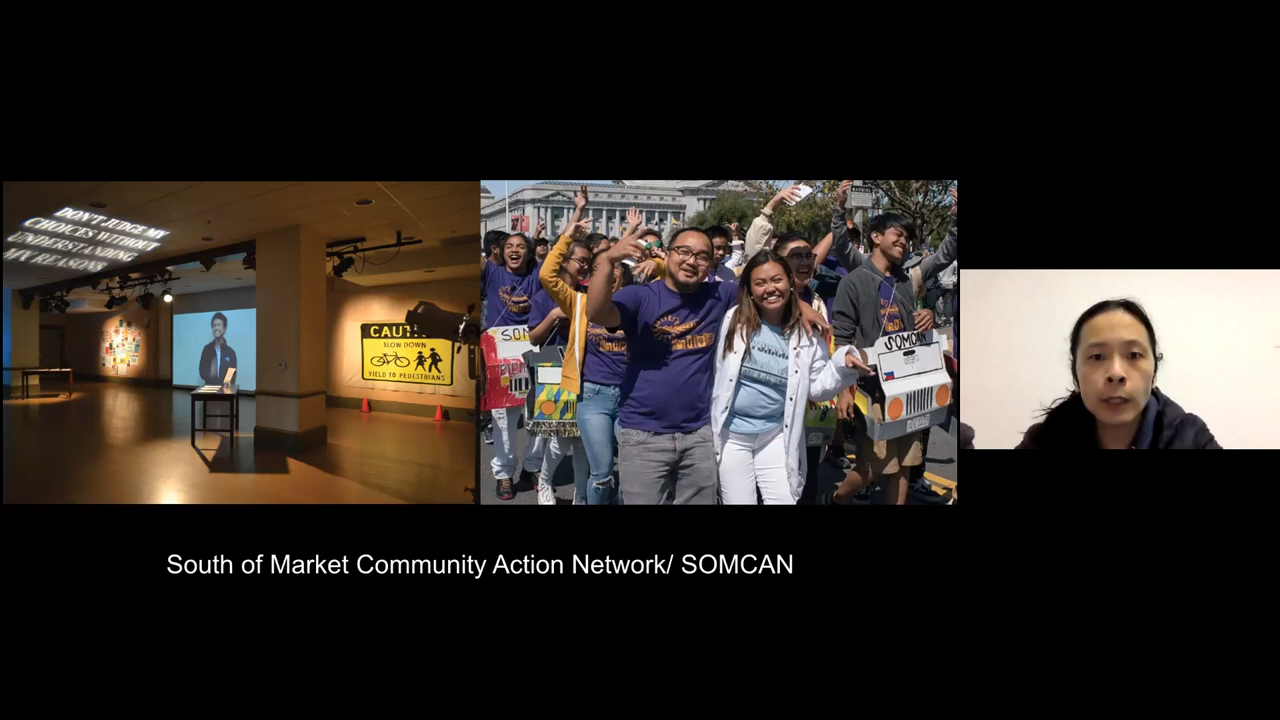 DON'T JUDGE MY
CHOICES WITHOUT
UNDERSTANDING
MY REASONS
SLOW DOWN
YIELD TO PEDESTRIANS
SOMCAN
South of Market Community Action Network/ SOMCAN